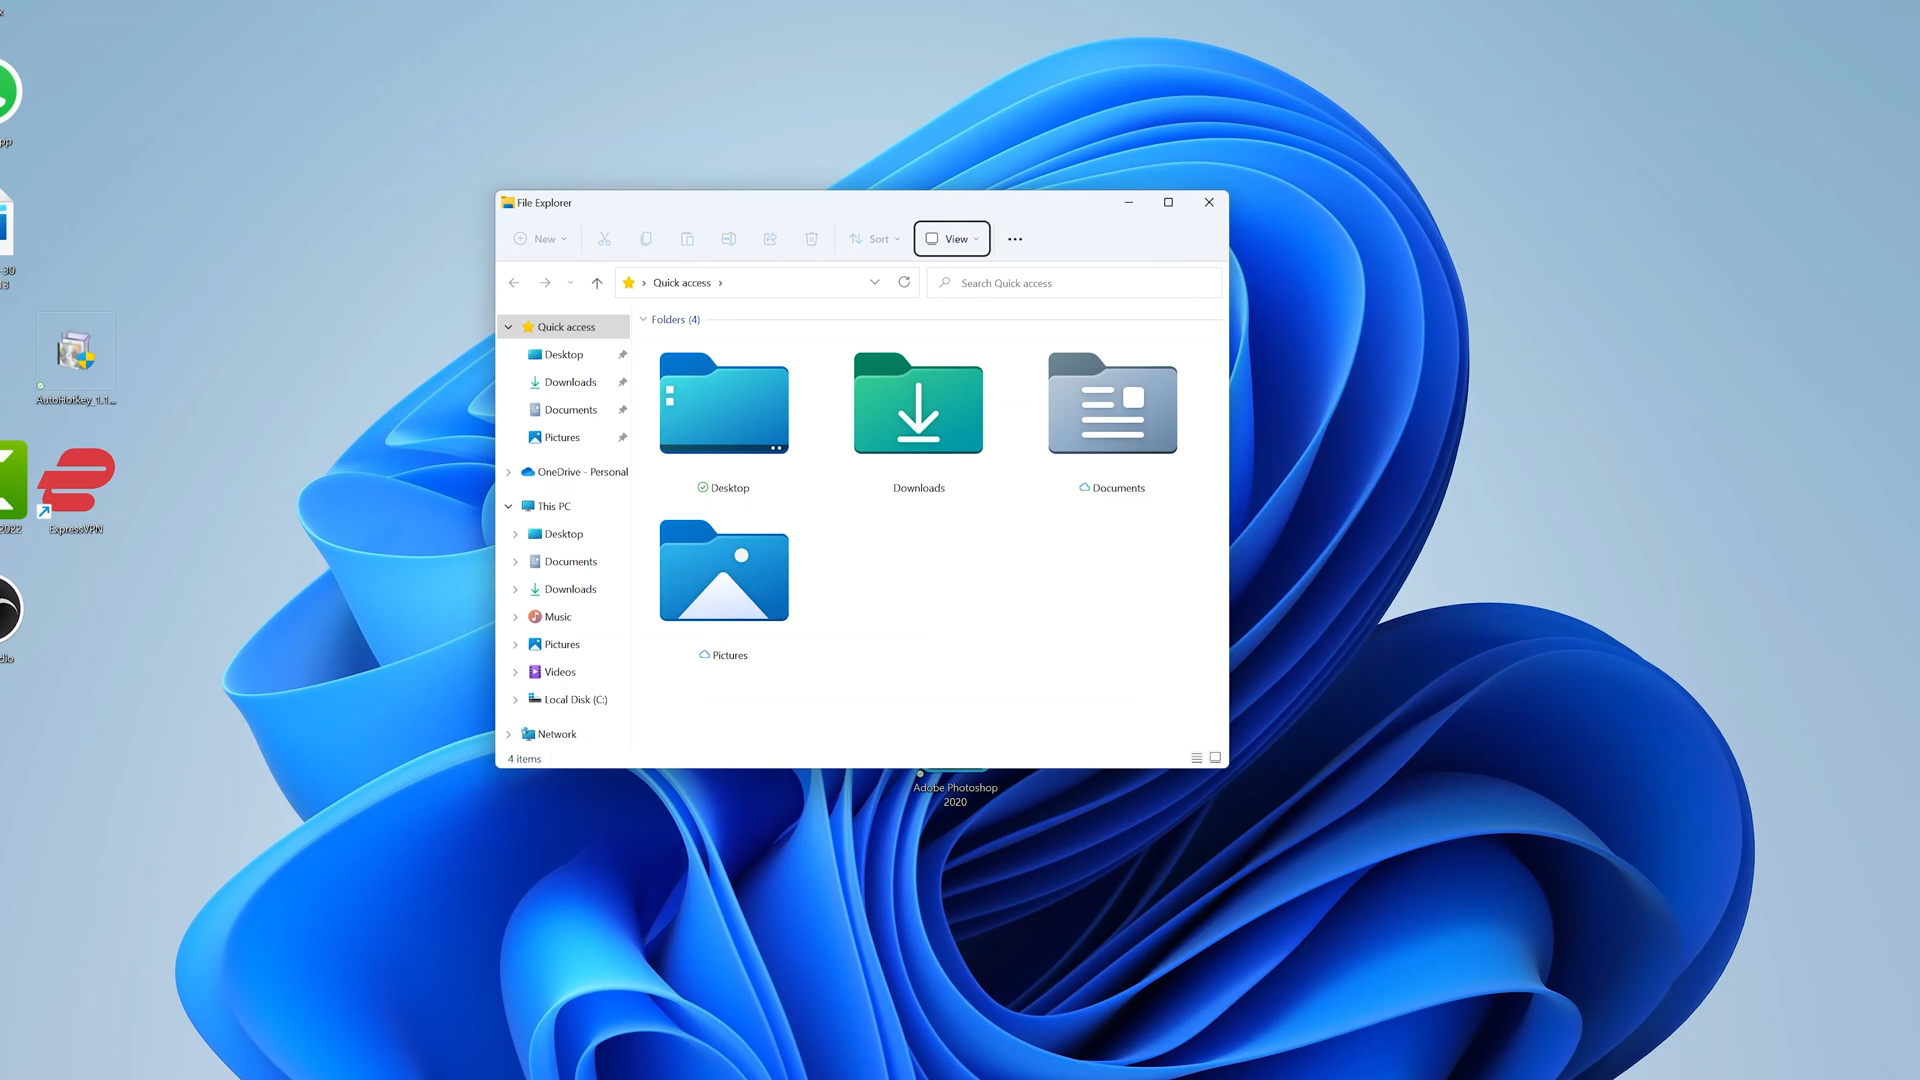 File Explorer
New
Sort
View
Quick access
Search Quick access
Quick access
Desktop
Downloads
Documents
Pictures
OneDrive - Personal
This PC
Desktop
Documents
Downloads
Music
Pictures
Videos
Local Disk (C:)
Network
Folders (4)
Desktop
Downloads
Documents
Pictures
4 items
pp
-30
13
AutoHotkey_1.1...
2022
ExpressVPN
dio
Adobe Photoshop
2020